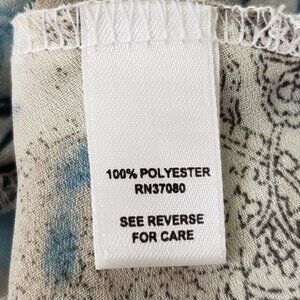 100% POLYESTER
RN37080
SEE REVERSE
FOR CARE